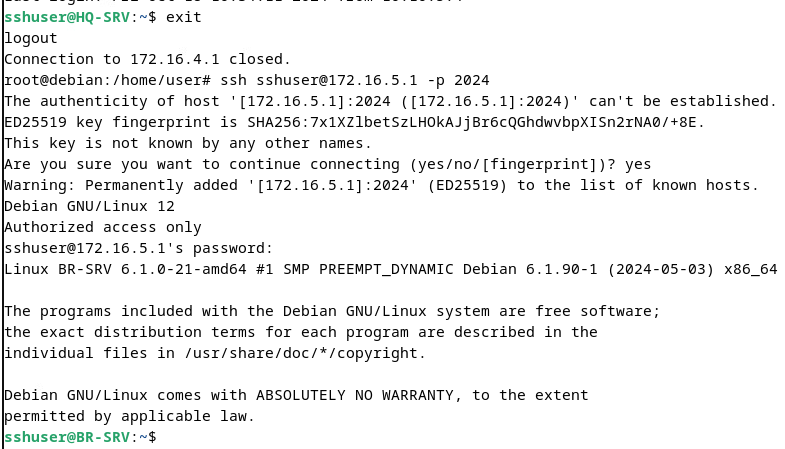 sshuser@HQ-SRV:~$ exit
logout
Connection to 172.16.4.1 closed.
root@debian:/home/user# ssh sshuser@172.16.5.1 -p 2024
The authenticity of host '[172.16.5.1]:2024 ([172.16.5.1]:2024)' can't be established.
ED25519 key fingerprint is SHA256:7x1XZlbetSzLHOkAJjBr6cQGhdwvbpXISn2rNA0/+8E.
This key is not known by any other names.
Are you sure you want to continue connecting (yes/no/[fingerprint])? yes
Warning: Permanently added '[172.16.5.1]:2024' (ED25519) to the list of known hosts.
Debian GNU/Linux 12
Authorized access only
sshuser@172.16.5.1's password:
Linux BR-SRV 6.1.0-21-amd64 #1 SMP PREEMPT_DYNAMIC Debian 6.1.90-1 (2024-05-03) x86_64
The programs included with the Debian GNU/Linux system are free software;
the exact distribution terms for each program are described in the
individual files in /usr/share/doc/*/copyright.
Debian GNU/Linux comes with ABSOLUTELY NO WARRANTY, to the extent
permitted by applicable law.
sshuser@BR-SRV:~$